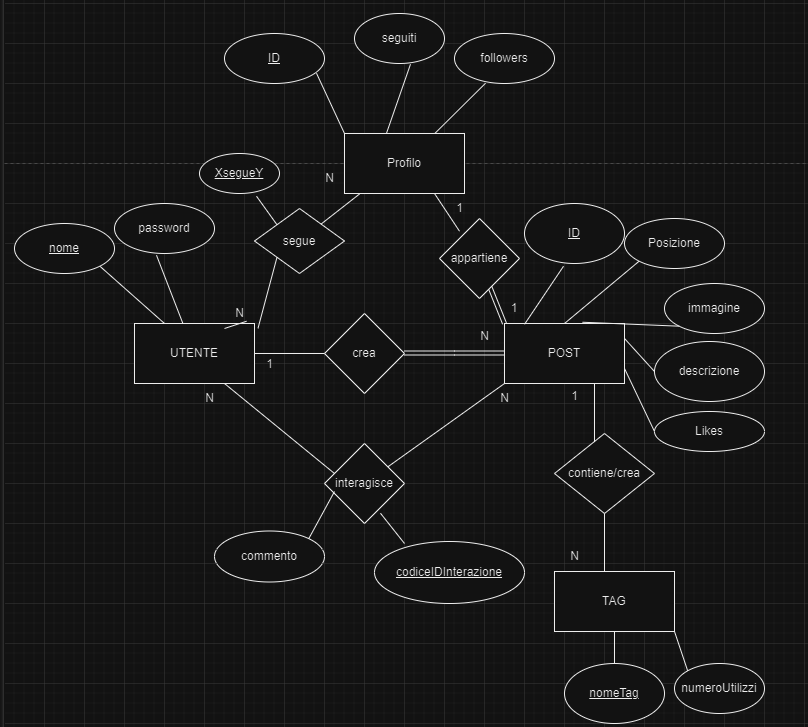 seguiti
ID
followers
Profilo
XsegueY
N
1
password
nome
segue
appartiene
ID
Posizione
N
1
immagine
UTENTE
1
crea
N
POST
descrizione
N
N
1
Likes
interagisce
contiene/crea
commento
codiceIDInterazione
N
TAG
nomeTag
numeroUtilizzi